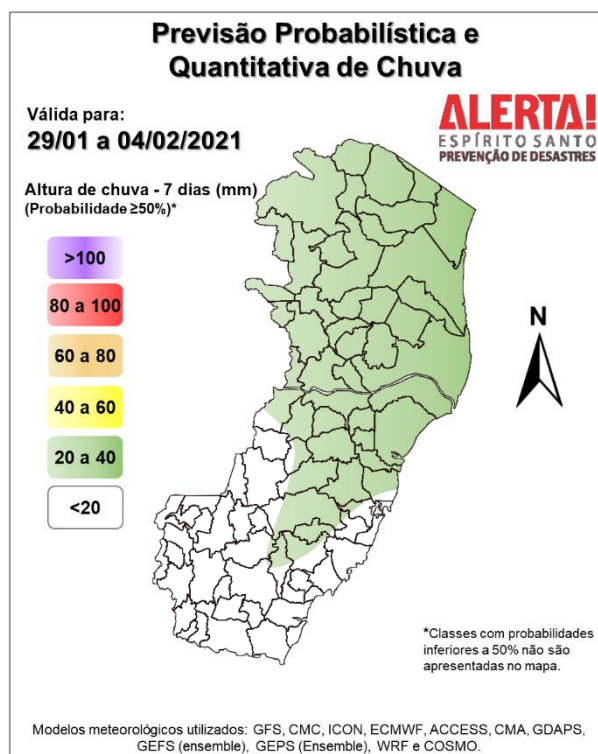 Previsão Probabilística e
Quantitativa de Chuva
Válida para:
29/01 a 04/02/2021
ALERTA!
ESPÍRITO SANTO
PREVENÇÃO DE DESASTRES
Altura de chuva - 7 dias (mm)
(Probabilidade ≥50%)*
>100
80 a 100
60 a 80
40 a 60
20 a 40
<20
N
*Classes com probabilidades
inferiores a 50% não são
apresentadas no mapa.
Modelos meteorológicos utilizados: GFS, CMC, ICON, ECMWF, ACCESS, CMA, GDAPS,
GEFS (ensemble), GEPS (Ensemble), WRF e COSMO.